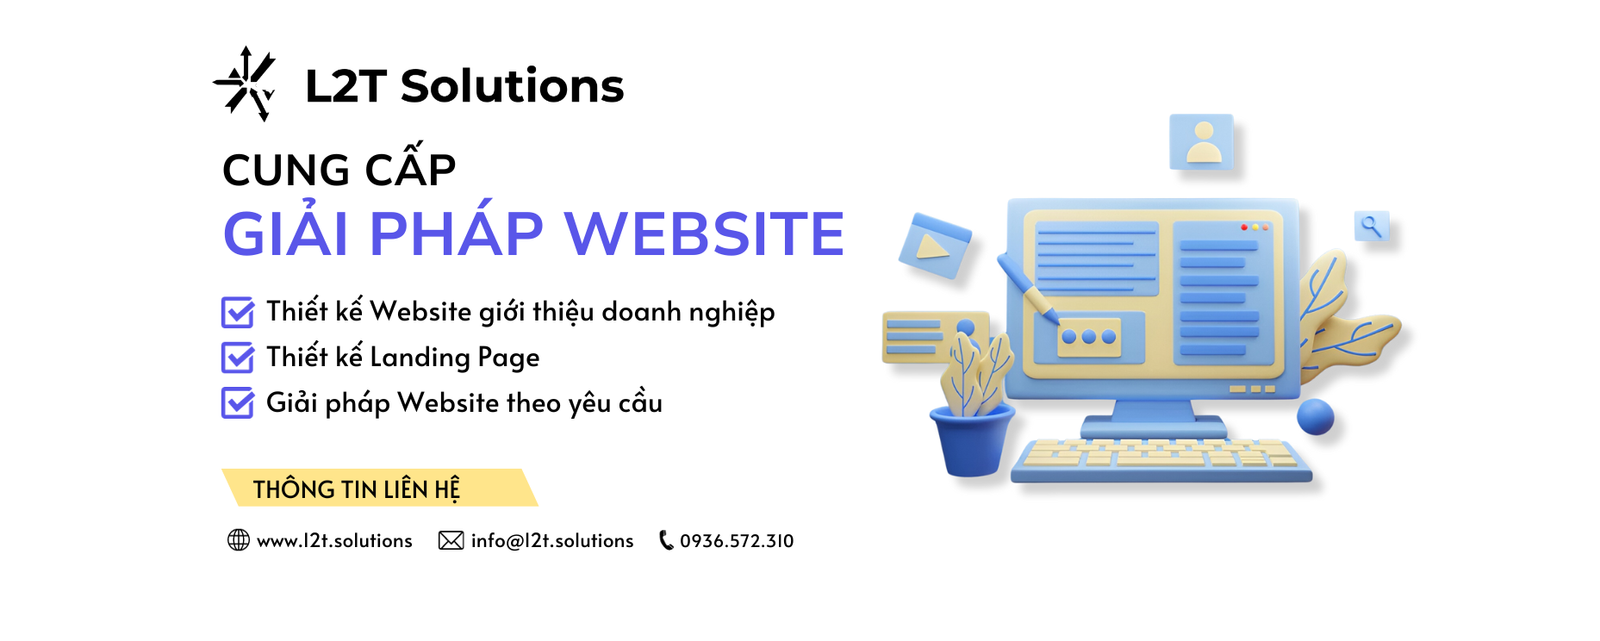 L2T Solutions
CUNG CẤP
GIẢI PHÁP WEBSITE
Thiết kế Website giới thiệu doanh nghiệp
Thiết kế Landing Page
Giải pháp Website theo yêu cầu
THÔNG TIN LIÊN HỆ
www.l2t.solutions info@l2t.solutions 0936.572.310